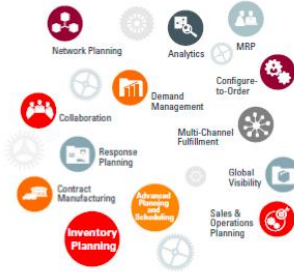 Network Planning
Analytics
MRP
Configure-
to-Order
Demand
Management
Collaboration
Multi-Channel
Fulfillment
Response
Planning
Global
Visibility
Contract
Manufacturing
Advanced
Planning
and
Scheduling
Sales &
Operations
Planning
Inventory
Planning